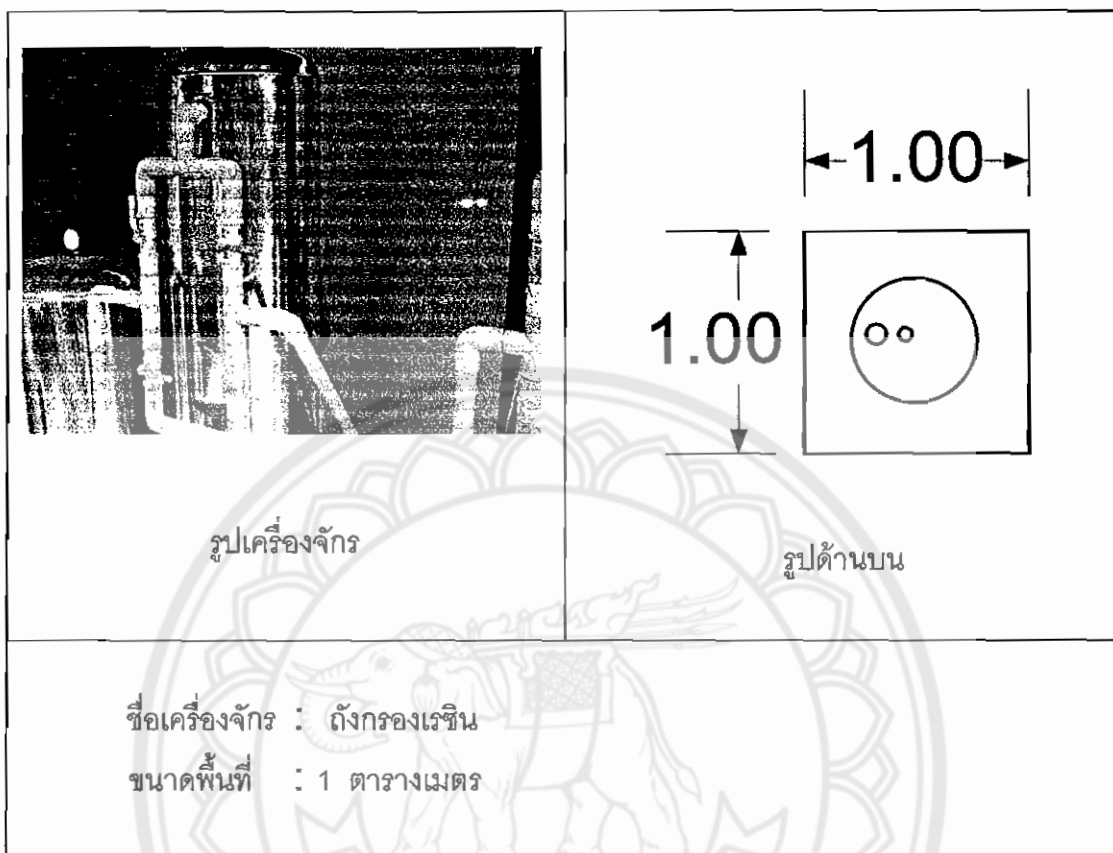 1.00
1.00
รูปเครื่องจักร
รูปด้านบน
ชื่อเครื่องจักร : ถังกรองเรซิน
ขนาดพื้นที่ : 1 ตารางเมตร